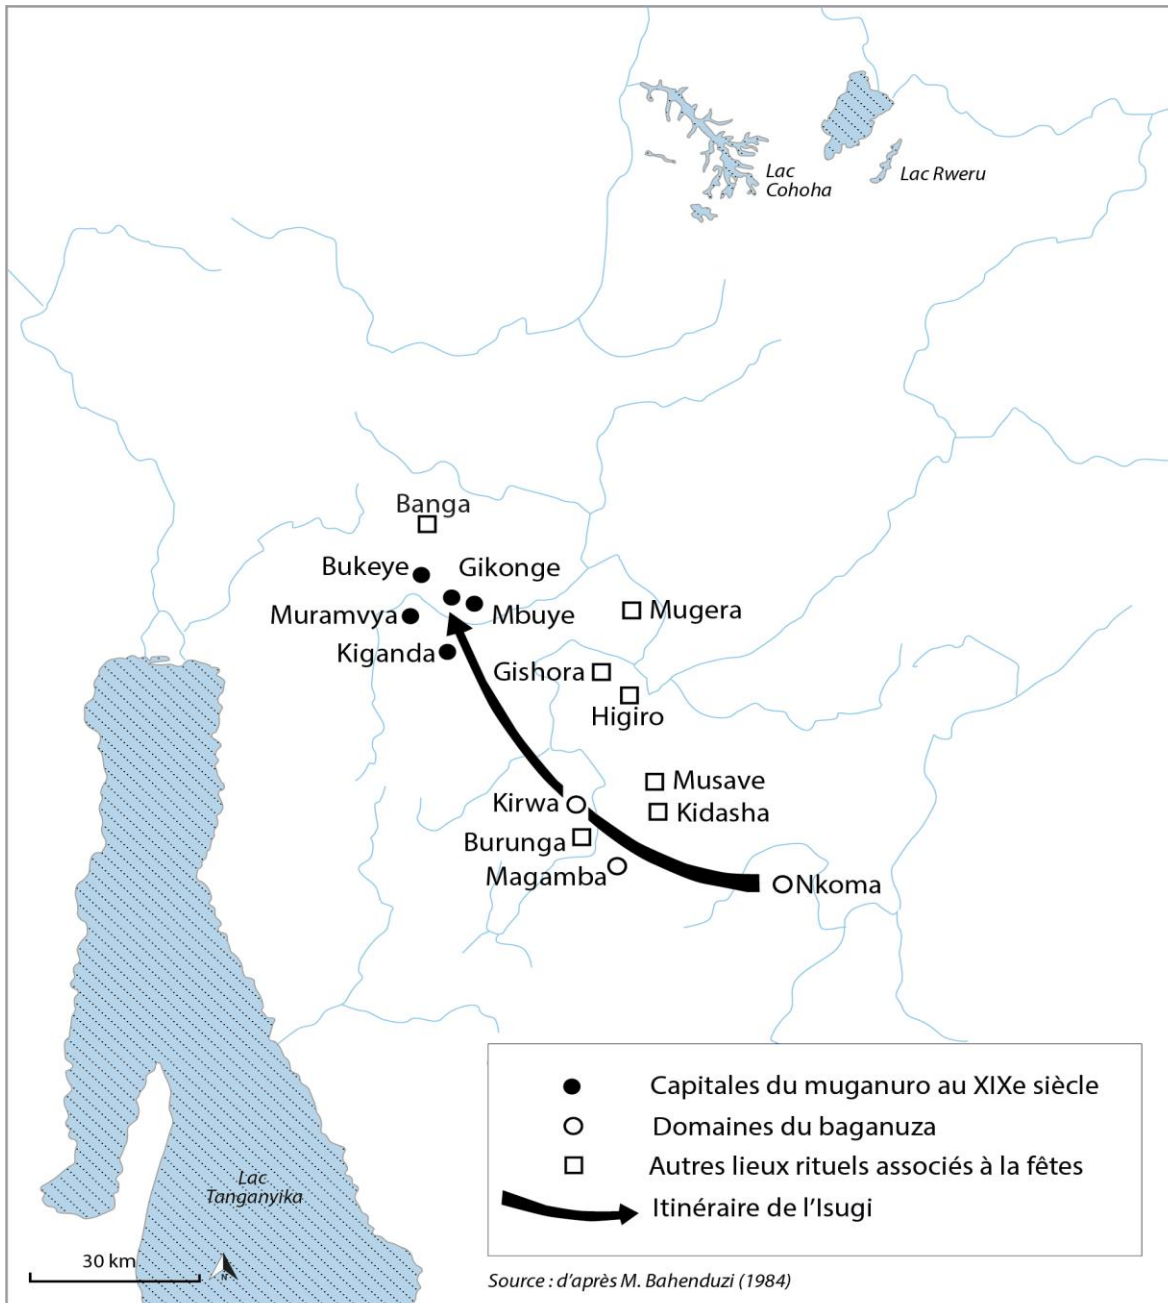 Lac
Cohoha
Lac Rweru
Banga
Bukeye
Gikonge
Muramvya
Mbuye
Mugera
Kiganda
Gishora
Higiro
Musave
Kirwa
Kidasha
Burunga
Magamba
Nkoma
Lac
Tanganyika
30 km
N
Capitales du muganuro au XIXe siècle
Domaines du baganuza
Autres lieux rituels associés à la fêtes
Itinéraire de l'Isugi
Source : d'après M. Bahenduzi (1984)